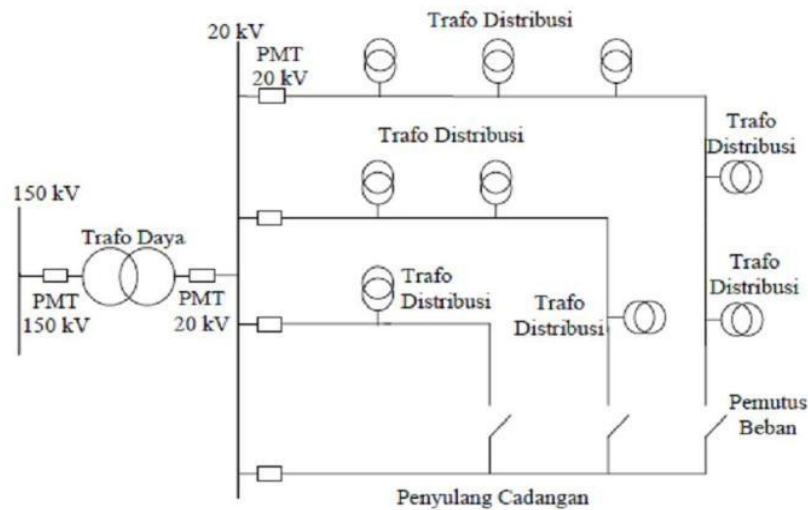 20 kV
PMT
20 kV
Trafo Distribusi
Trafo Distribusi
Trafo
Distribusi
150 kV
Trafo Daya
PMT
150 kV
PMT
20 kV
Trafo
Distribusi
Trafo
Distribusi
Trafo
Distribusi
Pemutus
Beban
Penyulang Cadangan